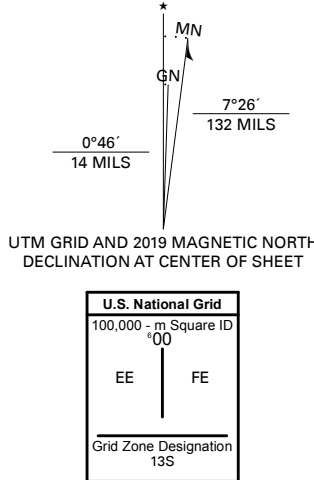 ★
MN
GN
7°26´
132 MILS
0°46´
14 MILS
UTM GRID AND 2019 MAGNETIC NORTH
DECLINATION AT CENTER OF SHEET
U.S. National Grid
100,000 - m Square ID
⁶00
EE FE
Grid Zone Designation
13S